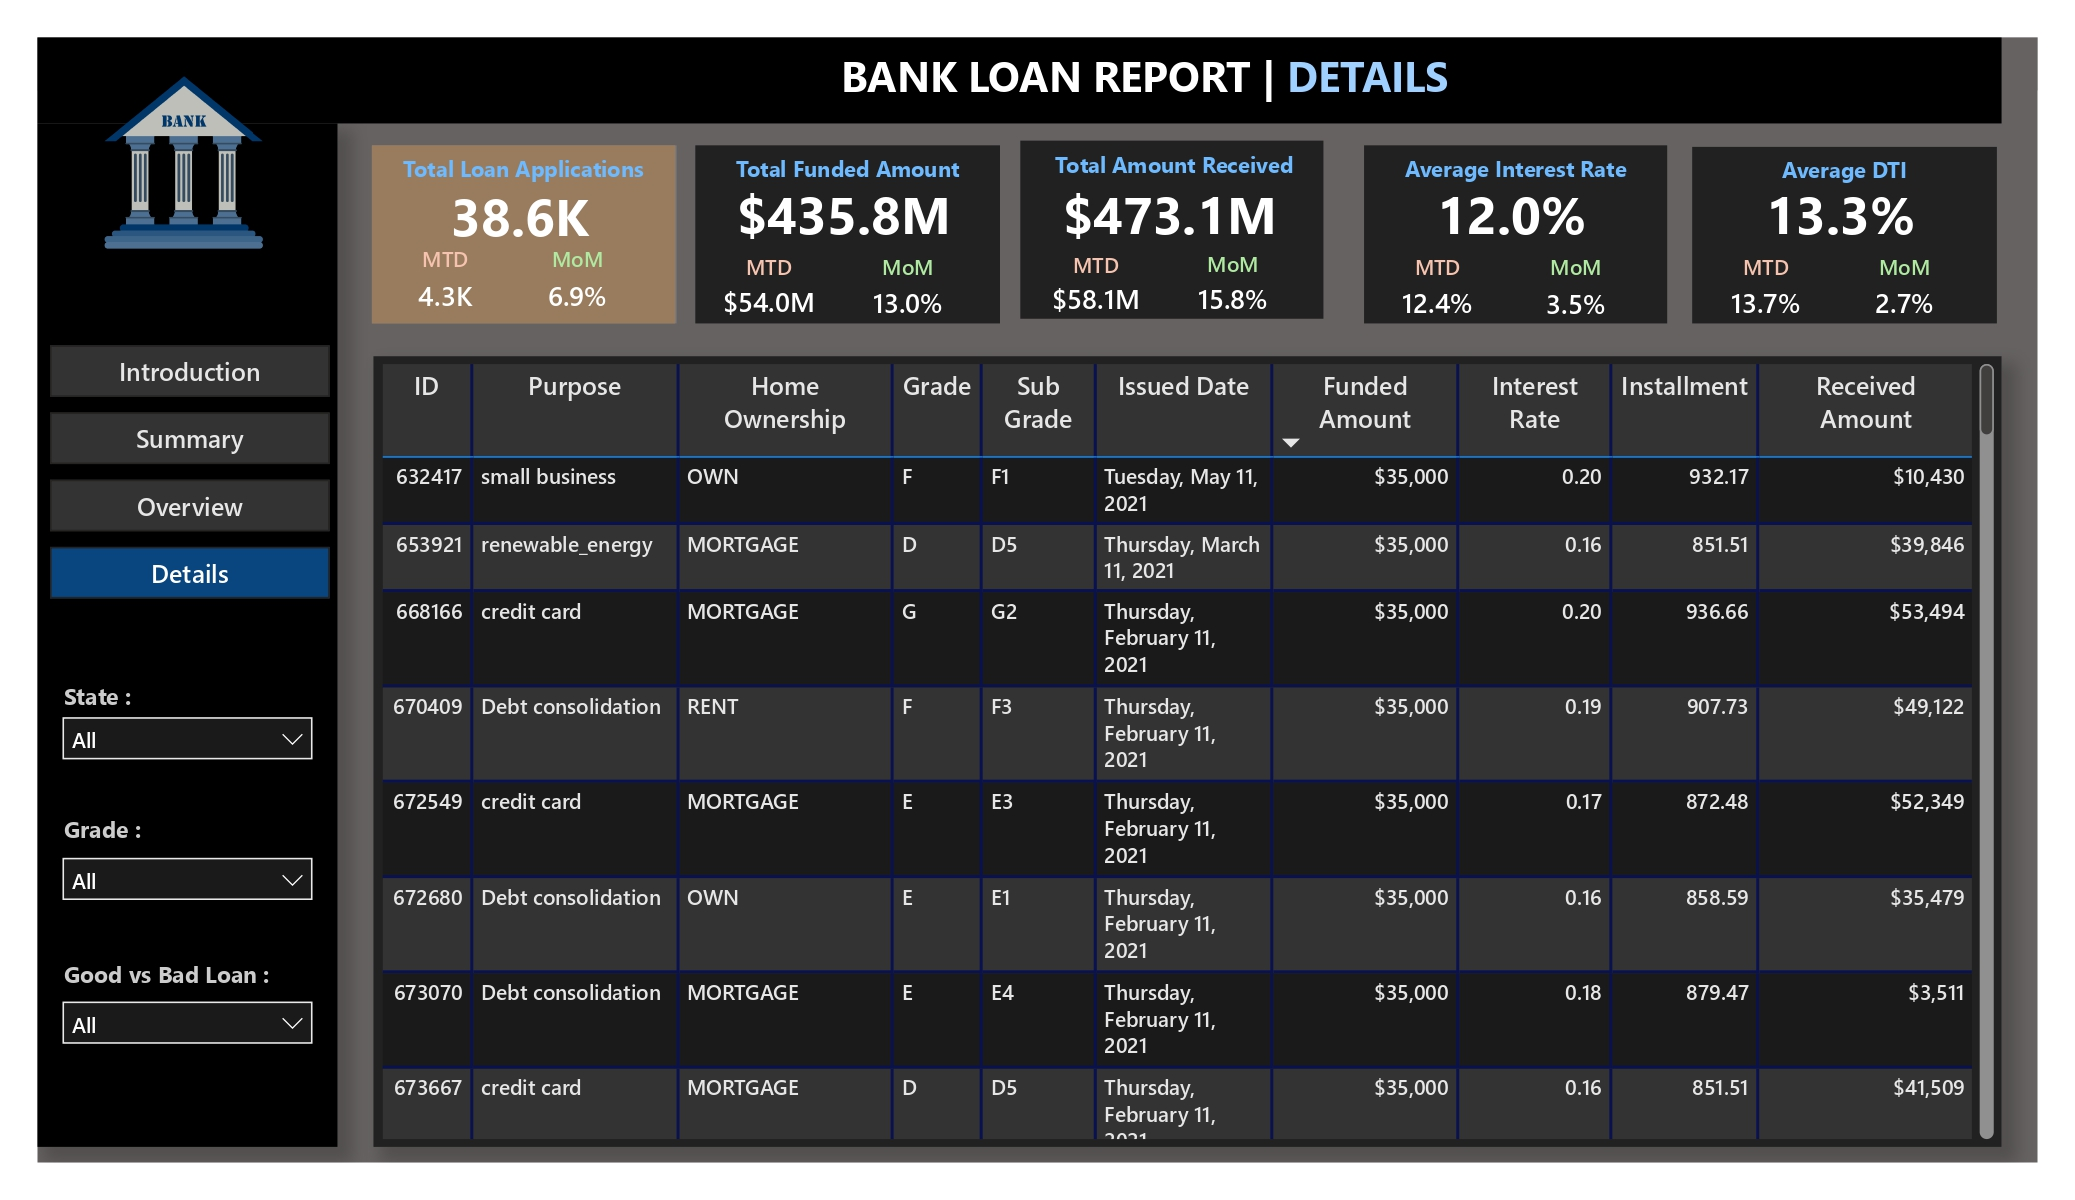 BANK LOAN REPORT | DETAILS
BANK
Total Loan Applications
38.6K
MTD MoM
4.3K 6.9%
Total Funded Amount
$435.8M
MTD MoM
$54.0M 13.0%
Total Amount Received
$473.1M
MTD MoM
$58.1M 15.8%
Average Interest Rate
12.0%
MTD MoM
12.4% 3.5%
Average DTI
13.3%
MTD MoM
13.7% 2.7%
Introduction
Summary
Overview
Details
State :
All
Grade :
All
Good vs Bad Loan :
All
ID Purpose Home Grade Sub Issued Date Funded Interest Installment Received
Ownership Grade Amount Rate Amount
632417 small business OWN F F1 Tuesday, May 11, $35,000 0.20 932.17 $10,430
2021
653921 renewable_energy MORTGAGE D D5 Thursday, March $35,000 0.16 851.51 $39,846
11, 2021
668166 credit card MORTGAGE G G2 Thursday, $35,000 0.20 936.66 $53,494
February 11,
2021
670409 Debt consolidation RENT F F3 Thursday, $35,000 0.19 907.73 $49,122
February 11,
2021
672549 credit card MORTGAGE E E3 Thursday, $35,000 0.17 872.48 $52,349
February 11,
2021
672680 Debt consolidation OWN E E1 Thursday, $35,000 0.16 858.59 $35,479
February 11,
2021
673070 Debt consolidation MORTGAGE E E4 Thursday, $35,000 0.18 879.47 $3,511
February 11,
2021
673667 credit card MORTGAGE D D5 Thursday, $35,000 0.16 851.51 $41,509
February 11,